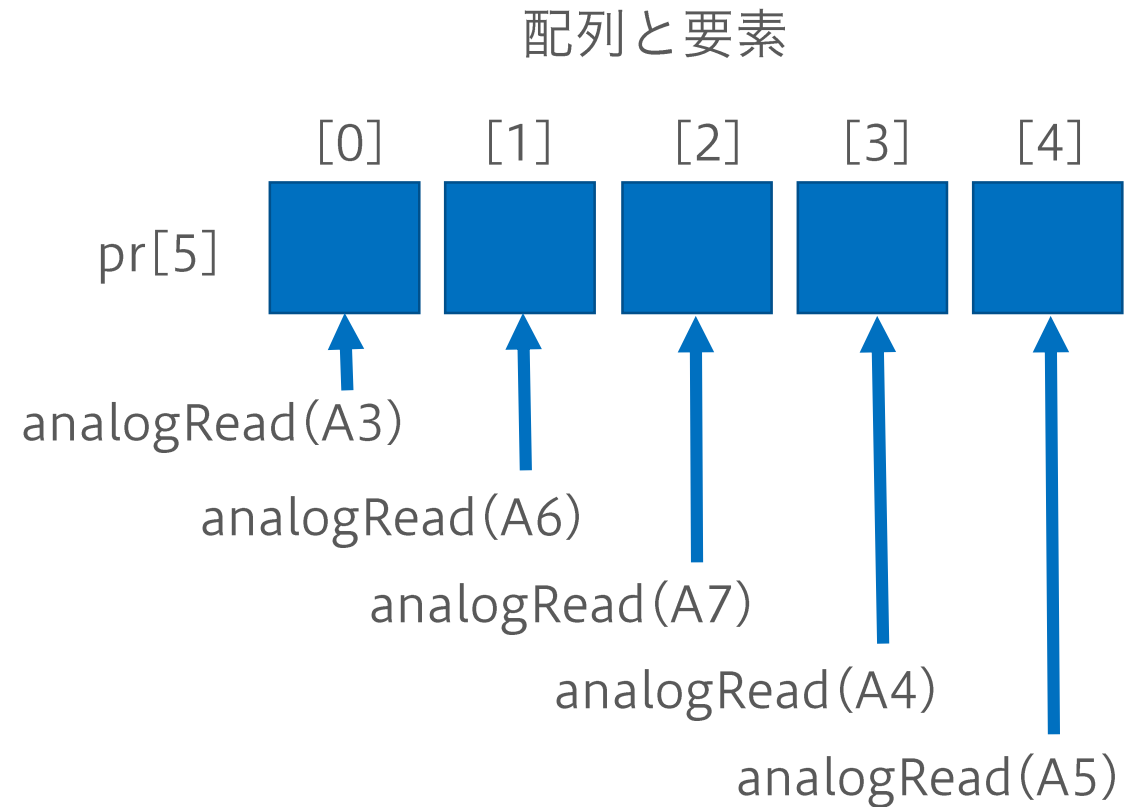 配列と要素
[0] [1] [2] [3] [4]
pr[5]
analogRead(A3)
analogRead(A6)
analogRead(A7)
analogRead(A4)
analogRead(A5)